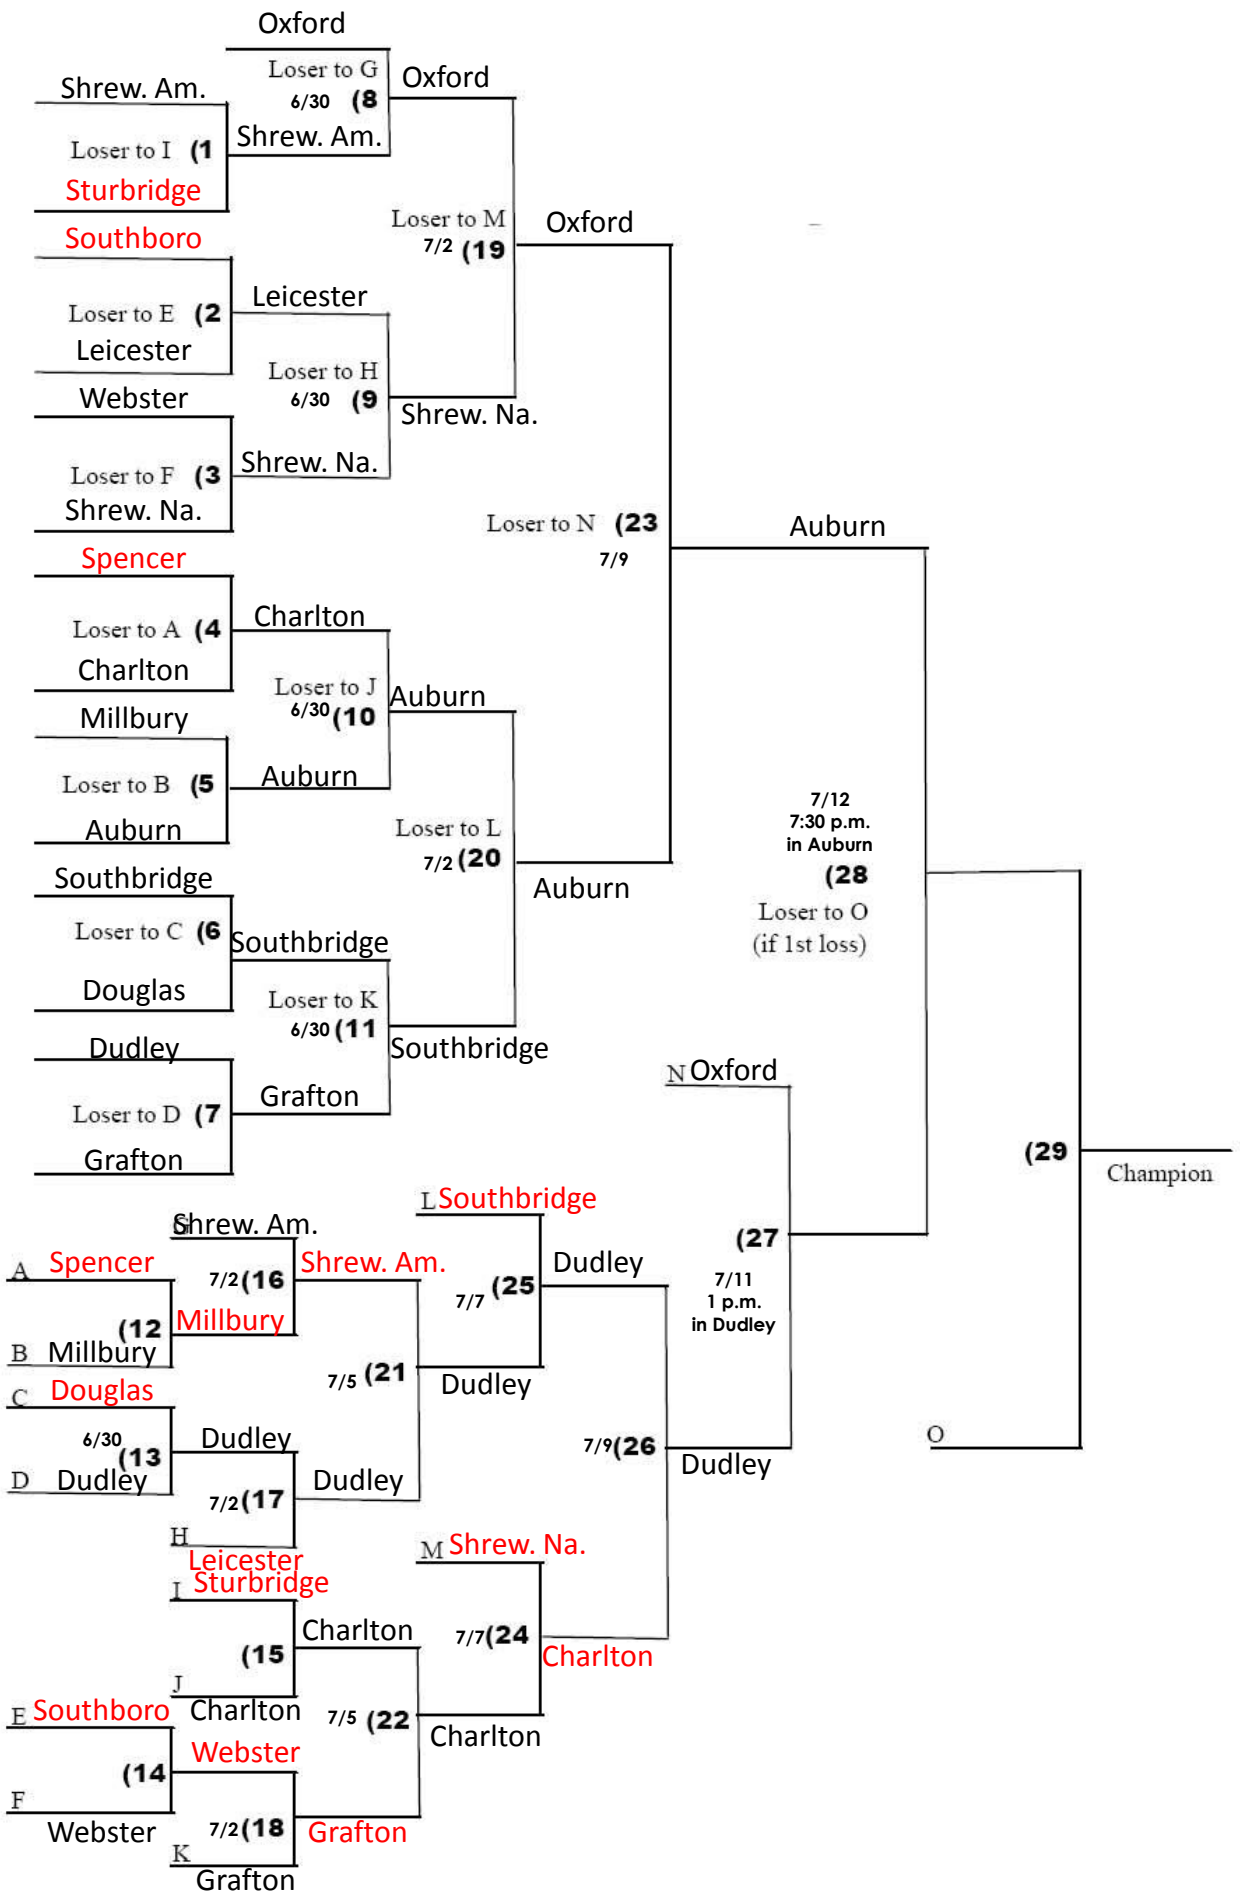 Oxford
Loser to G
6/30 (8
Oxford
Shrew. Am.
Loser to I (1
Shrew. Am.
Sturbridge
Loser to M
7/2 (19
Oxford
Southboro
Loser to E (2
Leicester
Leicester
Loser to H
6/30 (9
Shrew. Na.
Webster
Loser to F (3
Shrew. Na.
Shrew. Na.
Loser to N (23
7/9
Auburn
Spencer
Loser to A (4
Charlton
Charlton
Loser to J
6/30 (10
Auburn
Millbury
Loser to B (5
Auburn
Auburn
Loser to L
7/2 (20
Auburn
7/12
7:30 p.m.
in Auburn
(28
Loser to O
(if 1st loss)
Southbridge
Loser to C (6
Southbridge
Douglas
Loser to K
6/30 (11
Southbridge
Dudley
Loser to D (7
Grafton
Grafton
N Oxford
(29
Champion
(27
7/11
1 p.m.
in Dudley
O
L Southbridge
7/7 (25
Dudley
G
Shrew. Am.
7/2 (16
Shrew. Am.
A Spencer
(12
Millbury
B Millbury
7/5 (21
Dudley
C Douglas
6/30
(13
Dudley
D Dudley
7/2 (17
Dudley
H
Leicester
7/9 (26
Dudley
M Shrew. Na.
7/7 (24
Charlton
I Sturbridge
(15
Charlton
J
Charlton
7/5 (22
Charlton
E Southboro
(14
Webster
F
Webster
7/2 (18
Grafton
K
Grafton